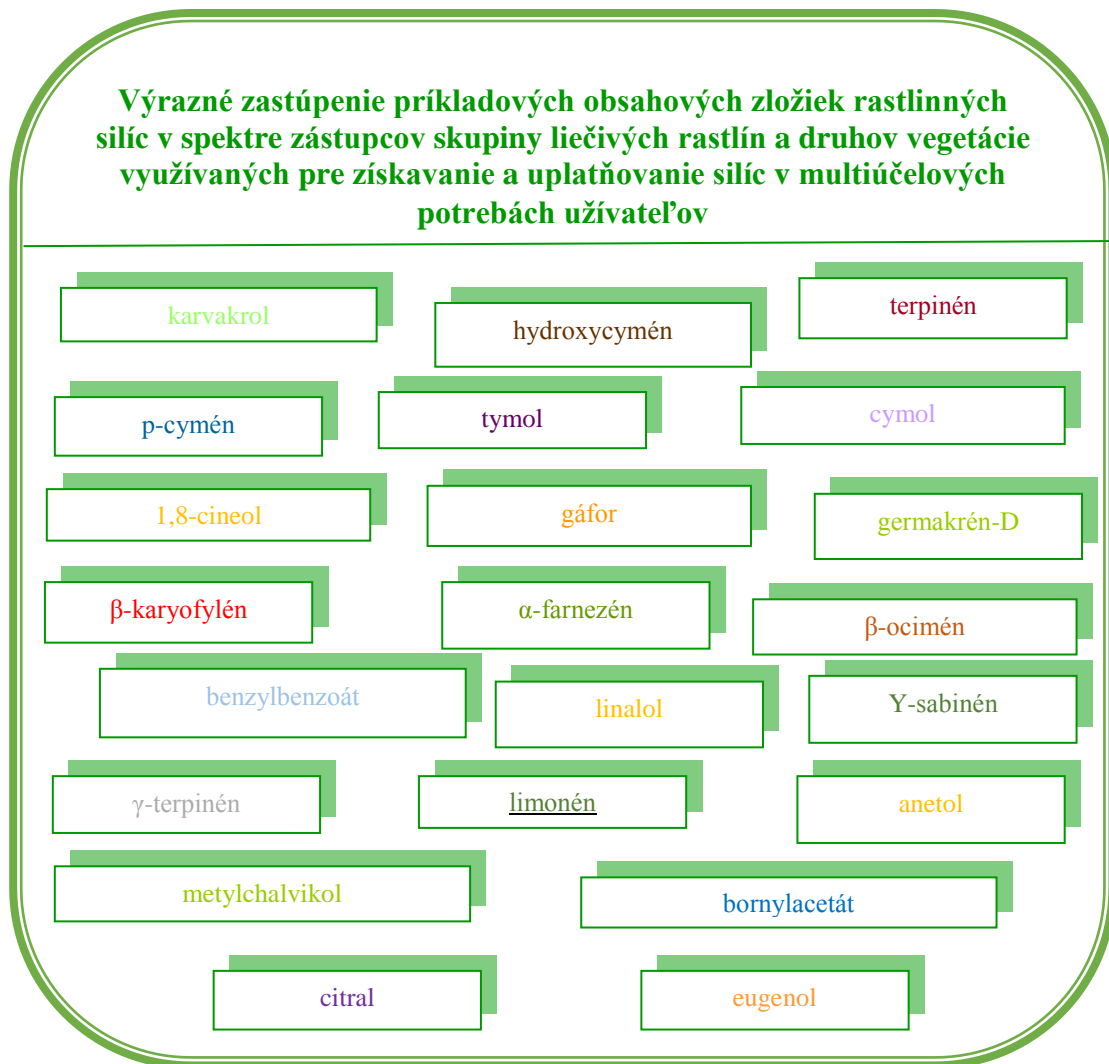 Výrazné zastúpenie príkladových obsahových zložiek rastlinných
silíc v spektre zástupcov skupiny liečivých rastlín a druhov vegetácie
využívaných pre získavanie a uplatňovanie silíc v multiúčelových
potrebách užívateľov
karvakrol
hydroxycymén
terpinén
p-cymén
tymol
cymol
1,8-cineol
gáfor
germakrén-D
β-karyofylén
α-farnezén
β-ocimén
benzylbenzoát
linalol
Y-sabinén
γ-terpinén
limonén
anetol
metylchalvikol
bornylacetát
citral
eugenol